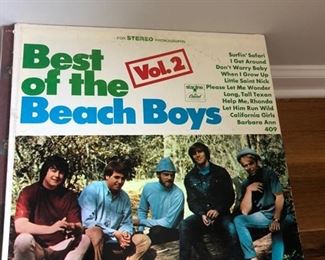 FOR STEREO PHONOGRAPHS
Best
of the
Vol. 2
Beach Boys
Surfin' Safari
I Get Around
Don't Worry Baby
When I Grow Up
Little Saint Nick
Please Let Me Wonder
Long, Tall Texan
Help Me, Rhonda
Let Him Run Wild
California Girls
Barbara Ann
409